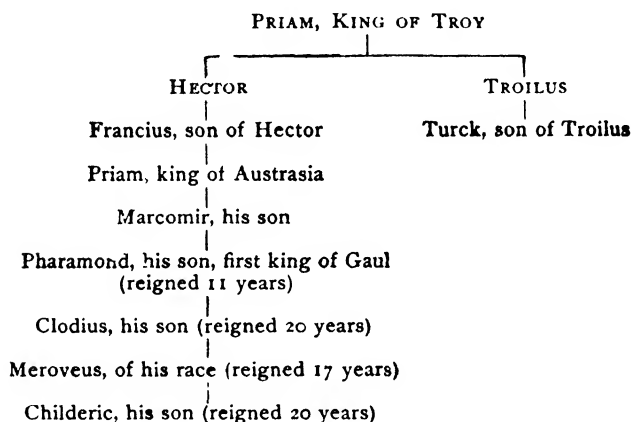 PRIAM, KING OF TROY
HECTOR TROILUS
Francius, son of Hector Turck, son of Troilus
Priam, king of Austrasia
Marcomir, his son
Pharamond, his son, first king of Gaul
(reigned 11 years)
Clodius, his son (reigned 20 years)
Meroveus, of his race (reigned 17 years)
Childeric, his son (reigned 20 years)